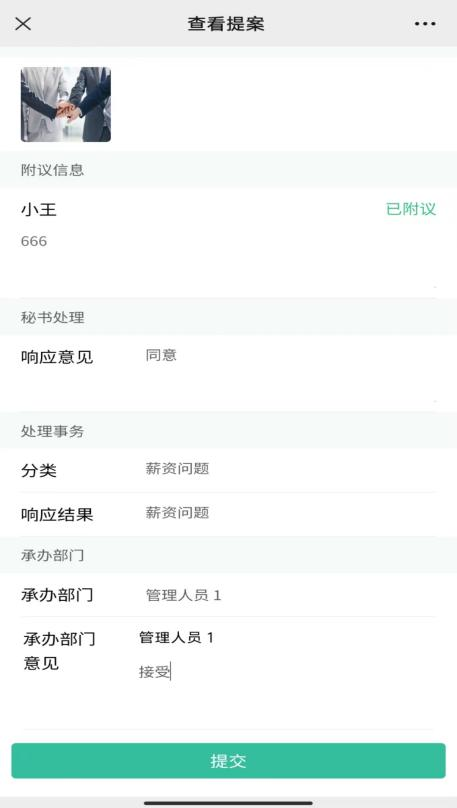 查看提案
附议信息
小王 已附议
666
秘书处理
响应意见 同意
处理事务
分类 薪资问题
响应结果 薪资问题
承办部门
承办部门 管理人员 1
承办部门 管理人员 1
意见 接受
提交